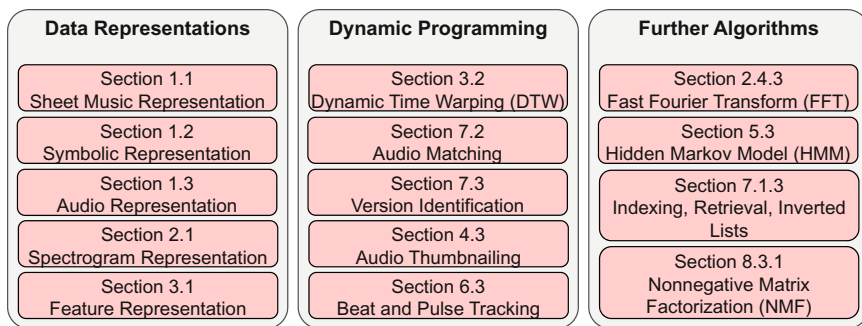 Data Representations
Section 1.1
Sheet Music Representation
Section 1.2
Symbolic Representation
Section 1.3
Audio Representation
Section 2.1
Spectrogram Representation
Section 3.1
Feature Representation
Dynamic Programming
Section 3.2
Dynamic Time Warping (DTW)
Section 7.2
Audio Matching
Section 7.3
Version Identification
Section 4.3
Audio Thumbnailing
Section 6.3
Beat and Pulse Tracking
Further Algorithms
Section 2.4.3
Fast Fourier Transform (FFT)
Section 5.3
Hidden Markov Model (HMM)
Section 7.1.3
Indexing, Retrieval, Inverted
Lists
Section 8.3.1
Nonnegative Matrix
Factorization (NMF)